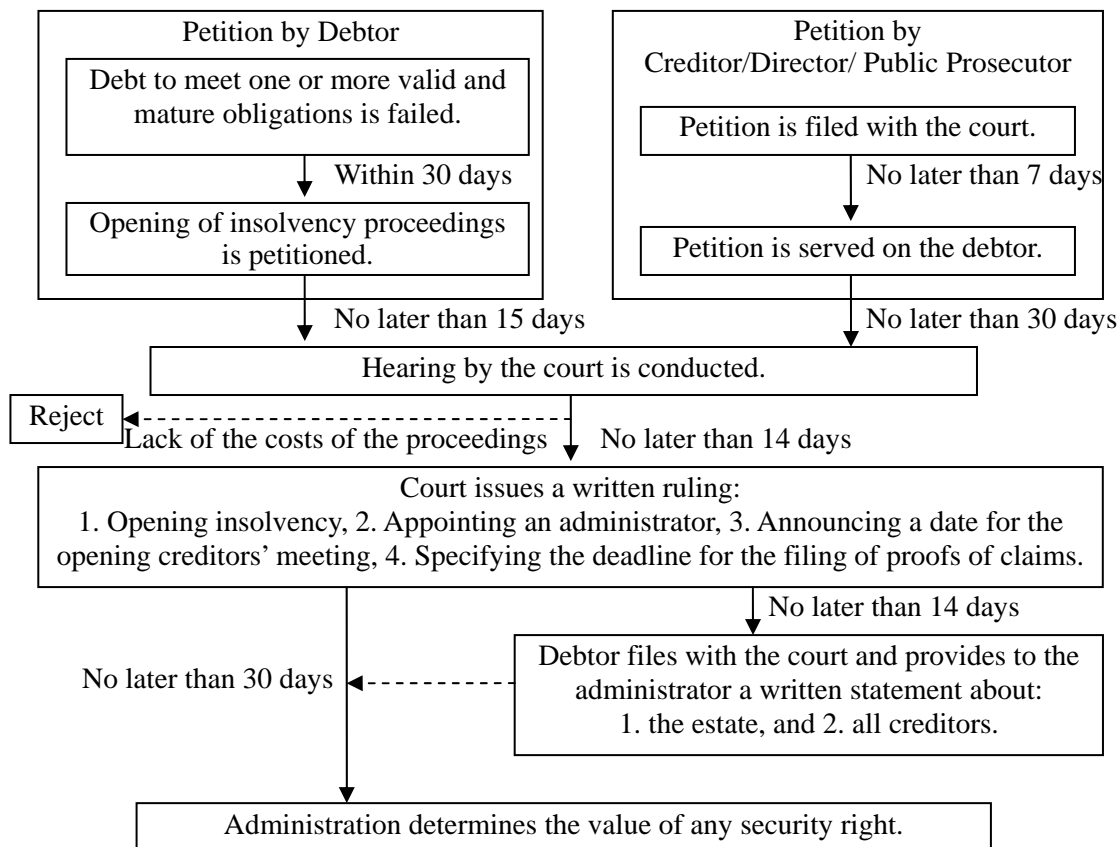 Petition by Debtor
Debt to meet one or more valid and
mature obligations is failed.
Within 30 days
Opening of insolvency proceedings
is petitioned.
No later than 15 days
Petition by
Creditor/Director/ Public Prosecutor
Petition is filed with the court.
No later than 7 days
Petition is served on the debtor.
No later than 30 days
Hearing by the court is conducted.
Reject
Lack of the costs of the proceedings
No later than 14 days
Court issues a written ruling:
1. Opening insolvency, 2. Appointing an administrator, 3. Announcing a date for the
opening creditors’ meeting, 4. Specifying the deadline for the filing of proofs of claims.
No later than 14 days
Debtor files with the court and provides to the
administrator a written statement about:
1. the estate, and 2. all creditors.
No later than 30 days
Administration determines the value of any security right.